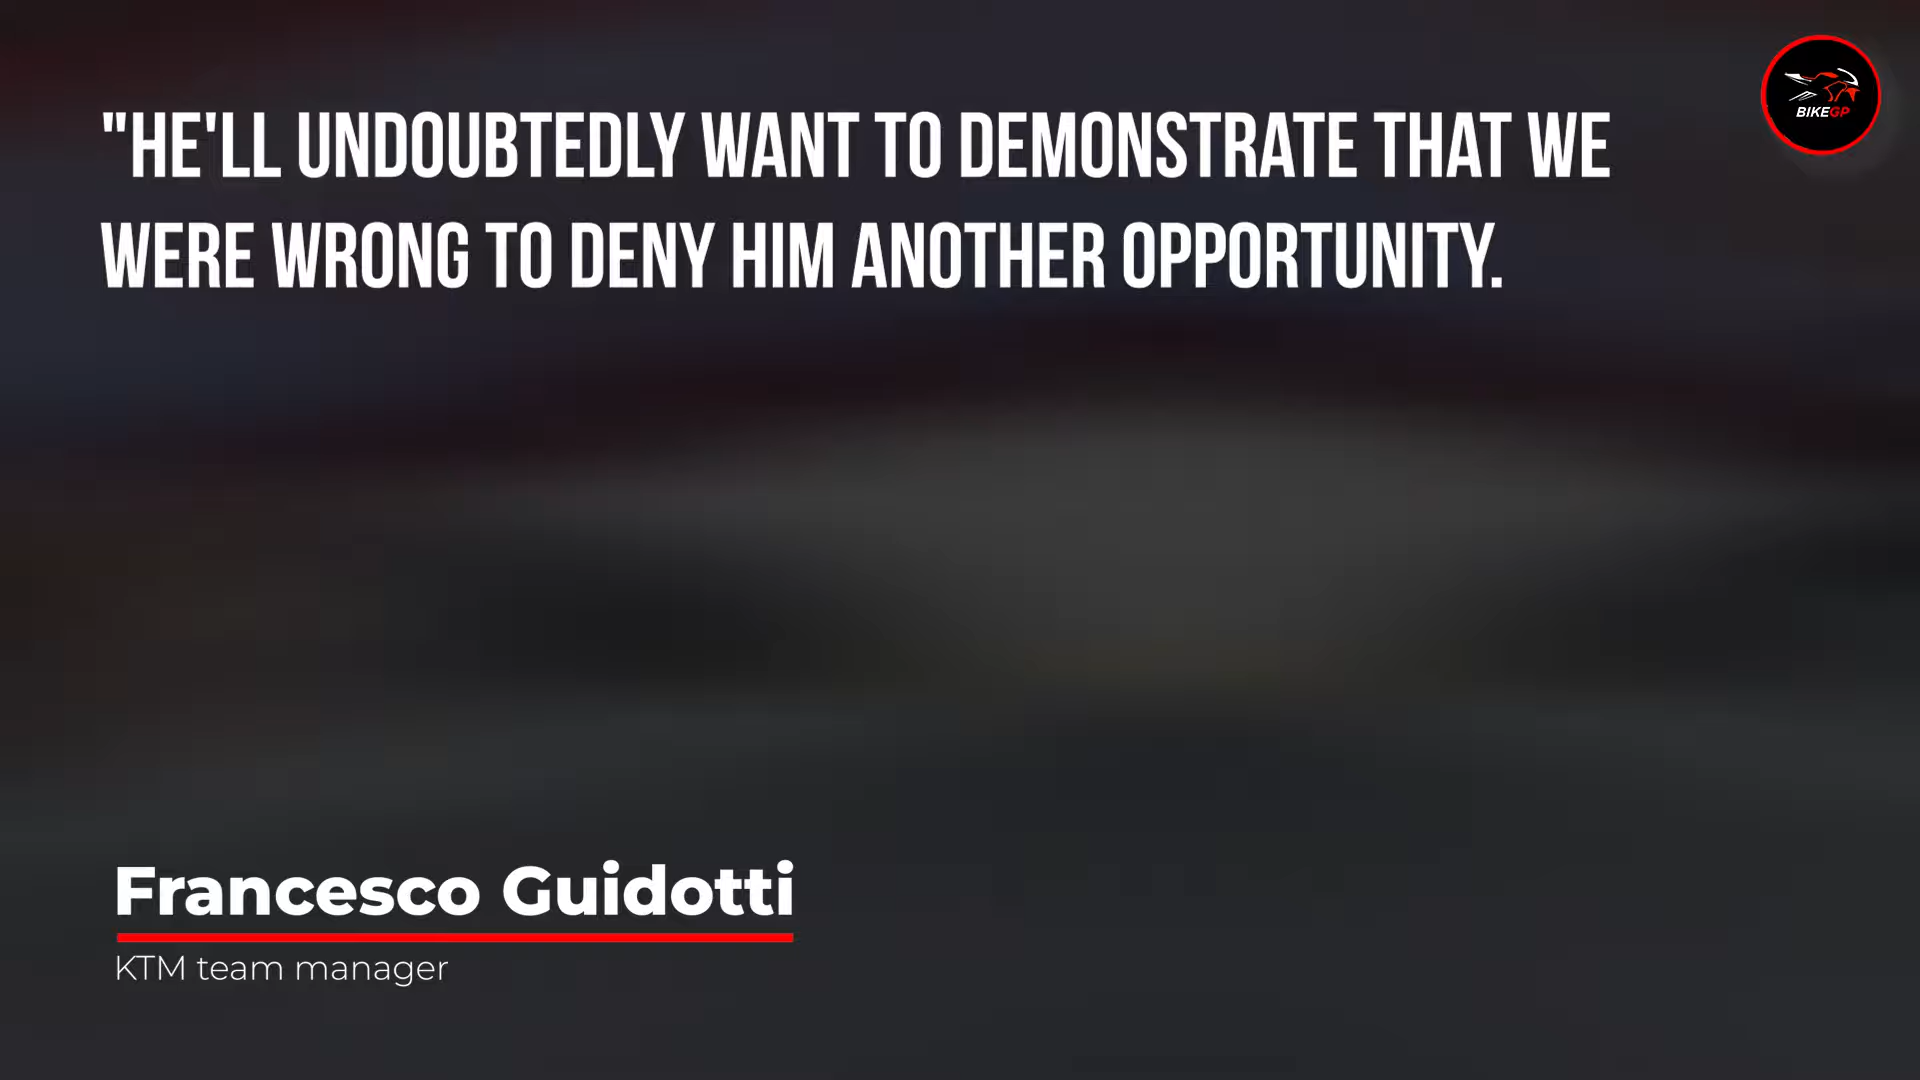 "HE'LL UNDOUBTEDLY WANT TO DEMONSTRATE THAT WE
WERE WRONG TO DENY HIM ANOTHER OPPORTUNITY.
BIKEGP
Francesco Guidotti
KTM team manager